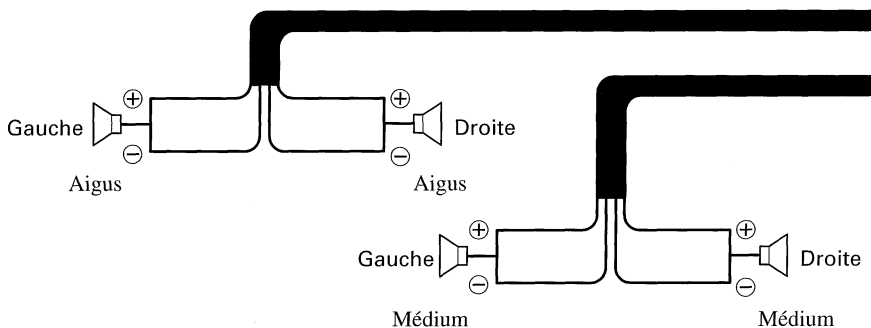 ⊕ ⊕
Gauche Droite
⊖ ⊖
Aigus Aigus
⊕ ⊕
Gauche Droite
⊖ ⊖
Médium Médium